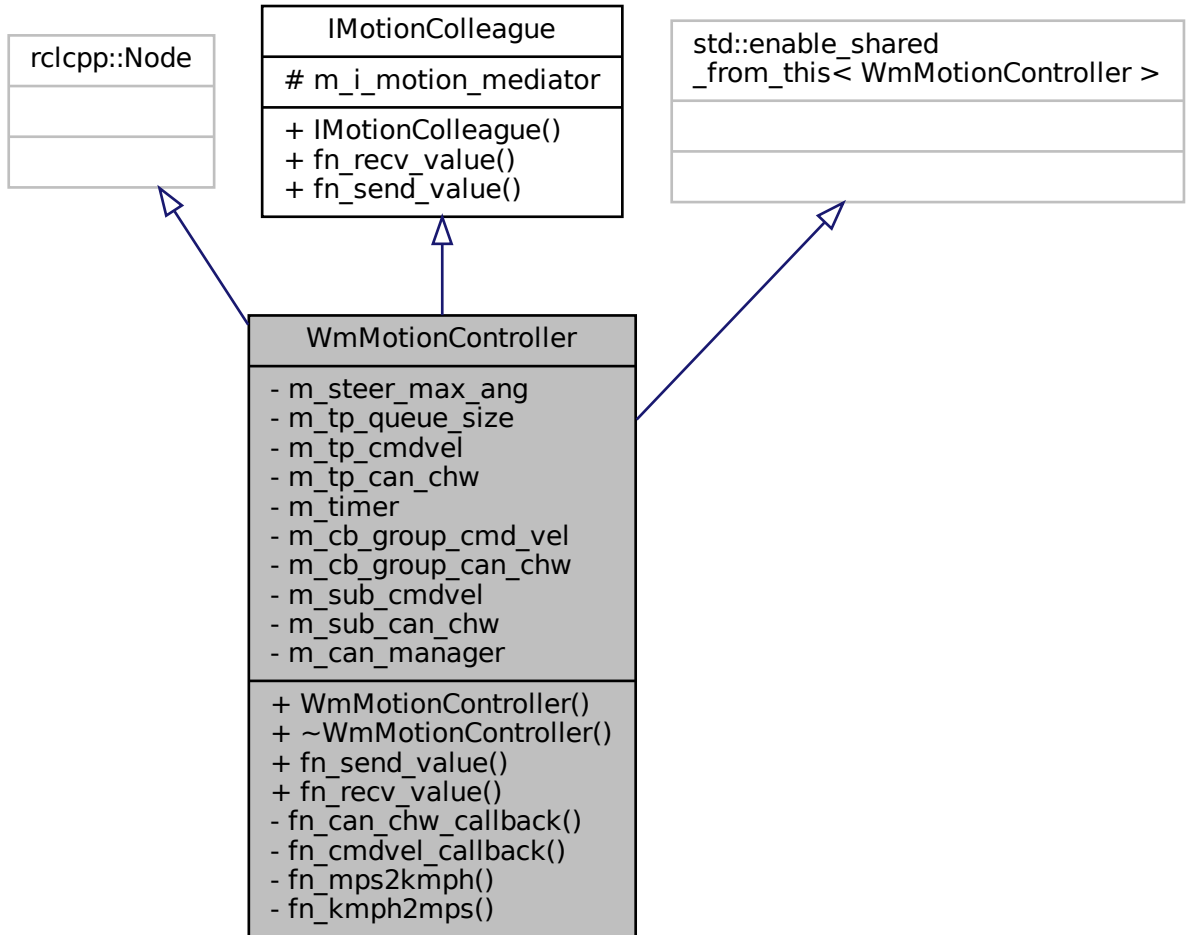 rclcpp::Node
IMotionColleague
# m_i_motion_mediator
+ IMotionColleague()
+ fn_recv_value()
+ fn_send_value()
std::enable_shared
_from_this< WmMotionController >
WmMotionController
- m_steer_max_ang
- m_tp_queue_size
- m_tp_cmdvel
- m_tp_can_chw
- m_timer
- m_cb_group_cmd_vel
- m_cb_group_can_chw
- m_sub_cmdvel
- m_sub_can_chw
- m_can_manager
+ WmMotionController()
+ ~WmMotionController()
+ fn_send_value()
+ fn_recv_value()
- fn_can_chw_callback()
- fn_cmdvel_callback()
- fn_mps2kmph()
- fn_kmph2mps()